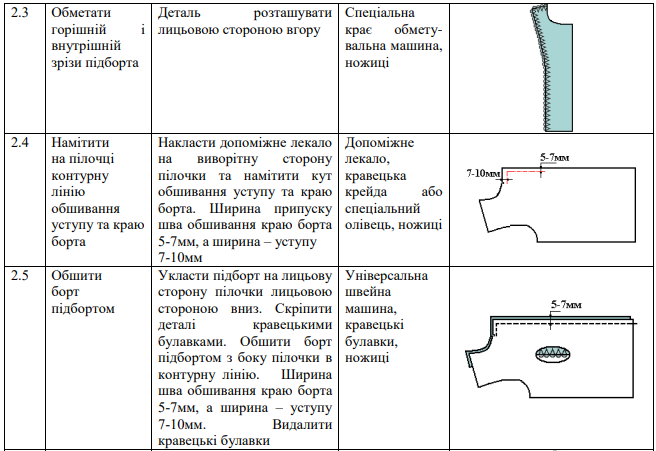 2.3
Обметати
горішній і
внутрішній
зрізи підборта
Деталь розташувати
лицьовою стороною вгору
Спеціальна
крає обмету-
вальна машина,
ножиці
2.4
Намітити
на пілочці
контурну
лінію
обшивання
уступу та краю
борта
Накласти допоміжне лекало
на виворітну сторону
пілочки та намітити кут
обшивання уступу та краю
борта. Ширина припуску
шва обшивання краю борта
5-7мм, а ширина – уступу
7-10мм
Допоміжне
лекало,
кравецька
крейда або
спеціальний
олівець, ножиці
5-7мм
7-10мм
2.5
Обшити
борт
підбортом
Укласти підборт на лицьову
сторону пілочки лицьовою
стороною вниз. Скріпити
деталі кравецькими
булавками. Обшити борт
підбортом з боку пілочки в
контурну лінію. Ширина
шва обшивання краю борта
5-7мм, а ширина – уступу
7-10мм. Видалити
кравецькі булавки
Універсальна
швейна
машина,
кравецькі
булавки,
ножиці
5-7мм